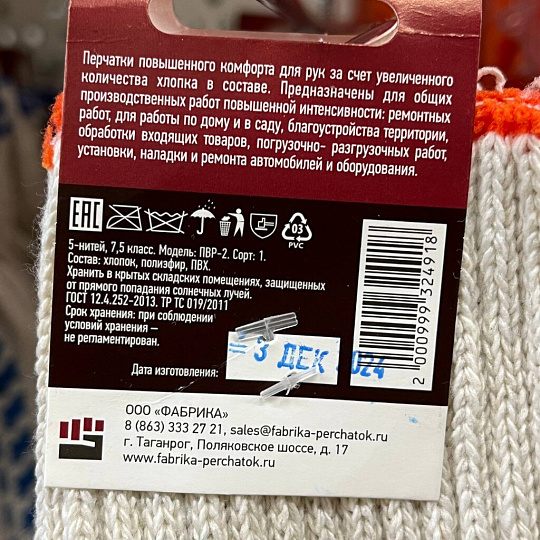 Перчатки повышенного комфорта для рук за счет увеличенного
количества хлопка в составе. Предназначены для общих
производственных работ повышенной интенсивности: ремонтных
работ, для работы по дому и в саду, благоустройства территории,
обработки входящих товаров, погрузочно- разгрузочных работ,
установки, наладки и ремонта автомобилей и оборудования.
EAC
03
PVC
5-нитей, 7,5 класс. Модель: ПВР-2. Сорт: 1.
Состав: хлопок, полиэфир, ПВХ.
Хранить в крытых складских помещениях, защищенных
от прямого попадания солнечных лучей.
ГОСТ 12.4.252-2013. ТР ТС 019/2011
Срок хранения: при соблюдении
условий хранения –
не регламентирован.
Дата изготовления:
3 ДЕК 2024
2 000999 324918
ООО «ФАБРИКА»
8 (863) 333 27 21, sales@fabrika-perchatok.ru
г. Таганрог, Поляковское шоссе, д. 17
www.fabrika-perchatok.ru